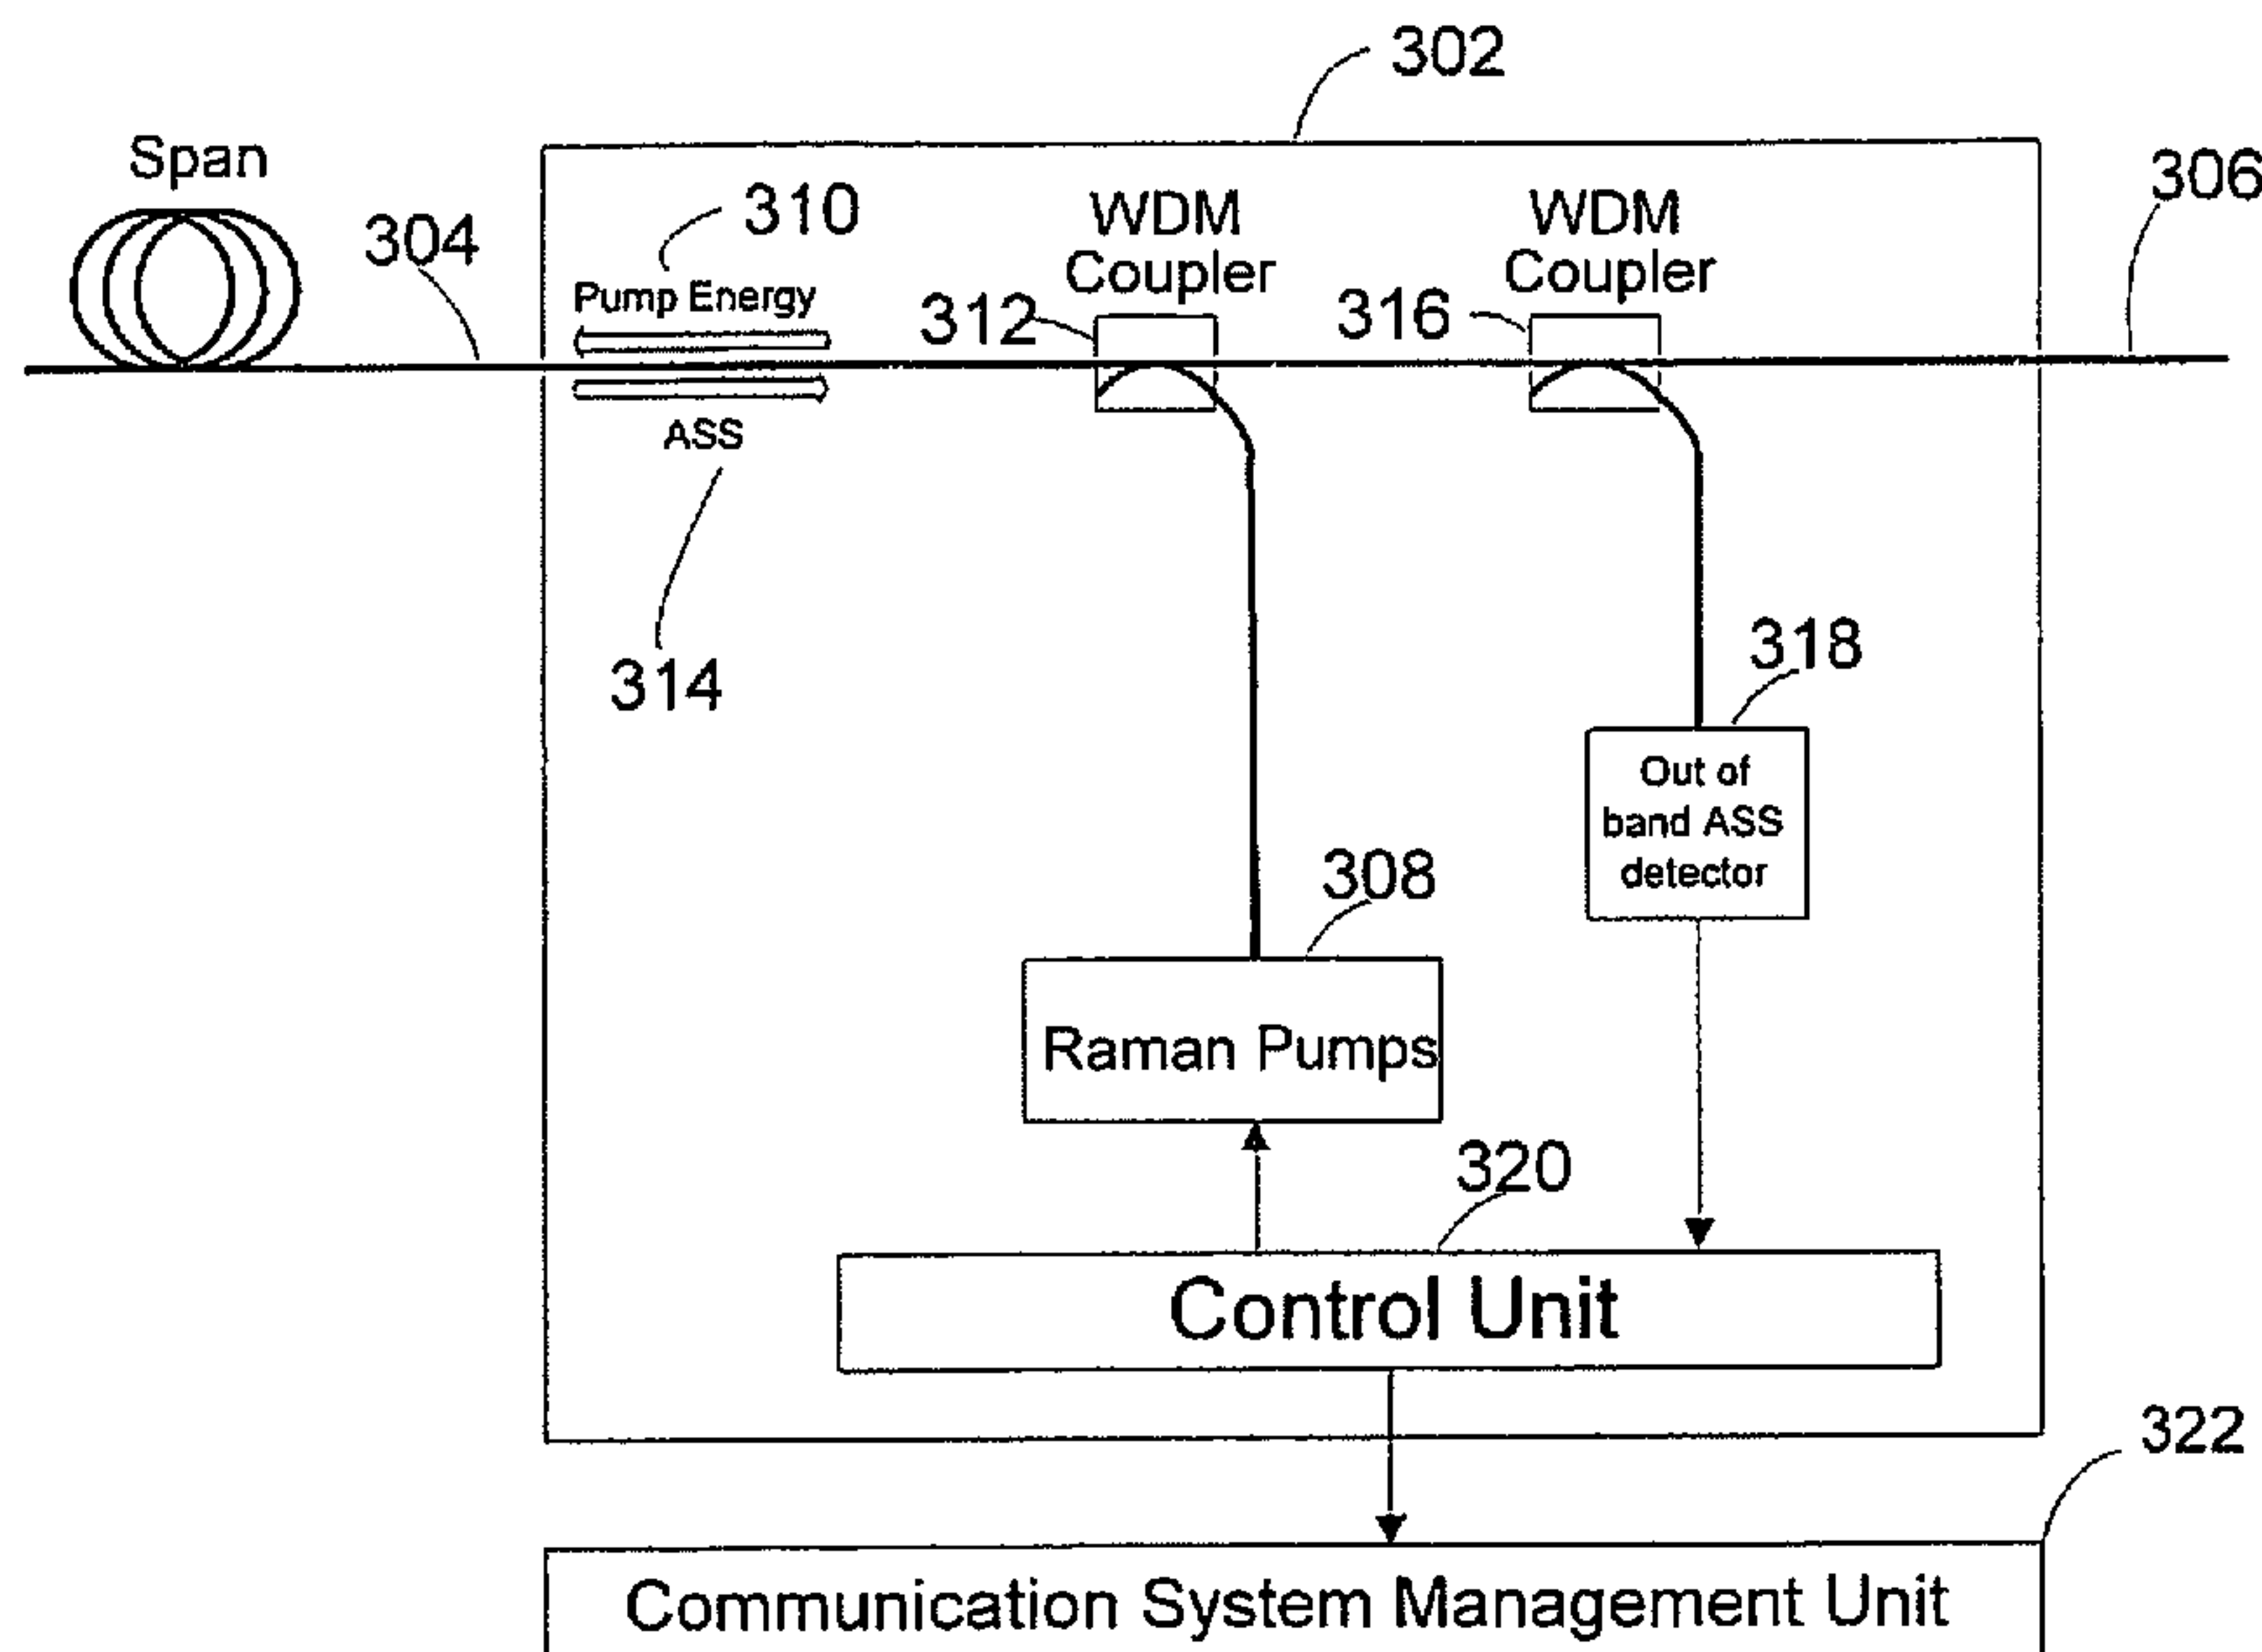 302
Span
306
310
WDM
Coupler
WDM
Coupler
304
Pump Energy
312
316
ASS
314
318
Out of
band ASS
detector
308
Raman Pumps
320
Control Unit
322
Communication System Management Unit